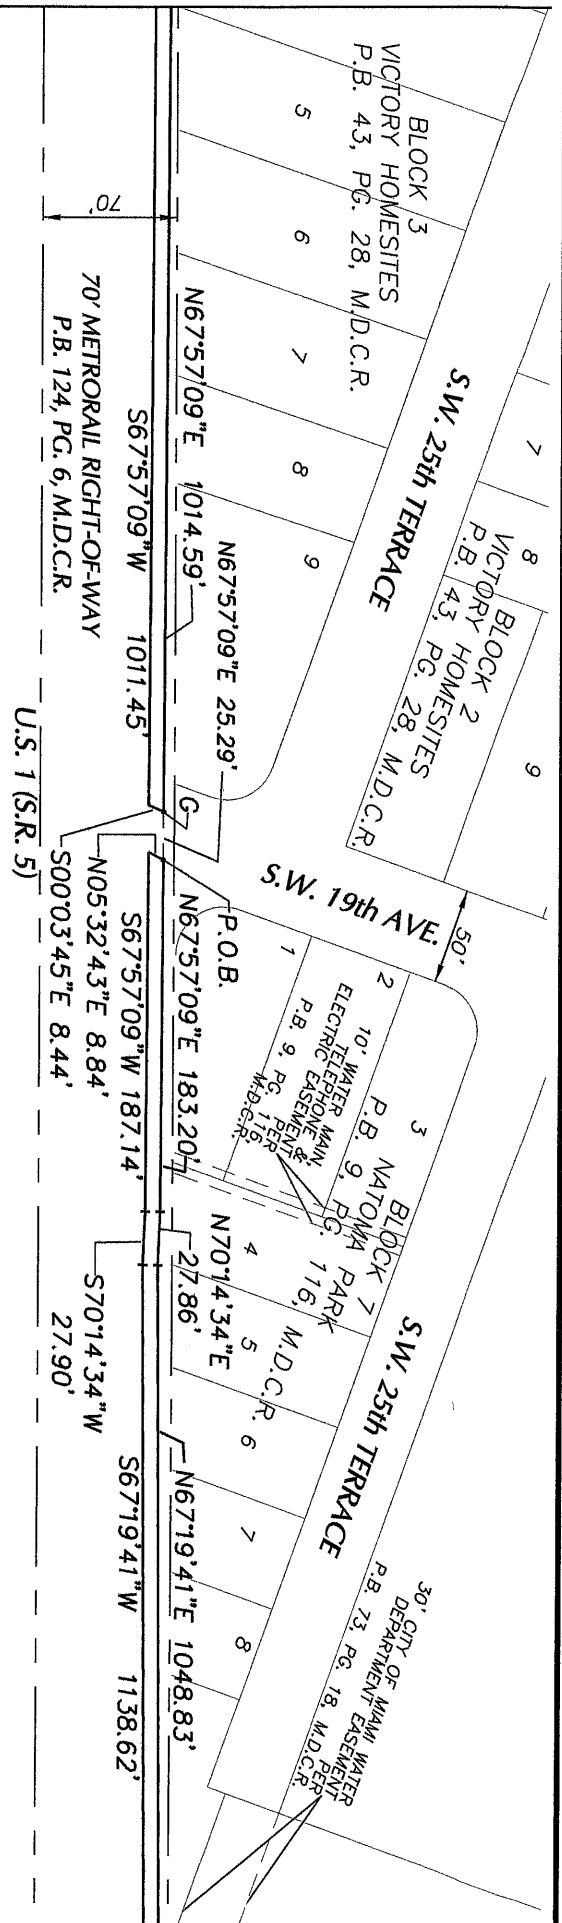 BLOCK 3
VICTORY HOMESITES
P.B. 43, PG. 28, M.D.C.R.
5
6
7
8
9
S.W. 25th TERRACE
7
8
9
BLOCK 2
VICTORY HOMESITES
P.B. 43, PG. 28, M.D.C.R.
70'
70' METRORAIL RIGHT-OF-WAY
P.B. 124, PG. 6, M.D.C.R.
N67°57'09"E 1014.59'
S67°57'09"W 1011.45'
N67°57'09"E 25.29'
G
U.S. 1 (S.R. 5)
S.W. 19th AVE.
50'
P.O.B.
N67°57'09"E 183.20'
S67°57'09"W 187.14'
N05°32'43"E 8.84'
S00°03'45"E 8.44'
1
2
3
10' WATER MAIN,
TELEPHONE &
ELECTRIC EASEMENT
PER
P.B. 9, PG. 116,
M.D.C.R.
BLOCK 7
NATOMA PARK
P.B. 9, PG. 116, M.D.C.R.
4
5
6
7
8
N70°14'34"E
27.86'
S70°14'34"W
27.90'
S.W. 25th TERRACE
N67°19'41"E 1048.83'
S67°19'41"W 1138.62'
30' CITY OF MIAMI WATER
DEPARTMENT EASEMENT
PER
P.B. 73, PG. 18, M.D.C.R.